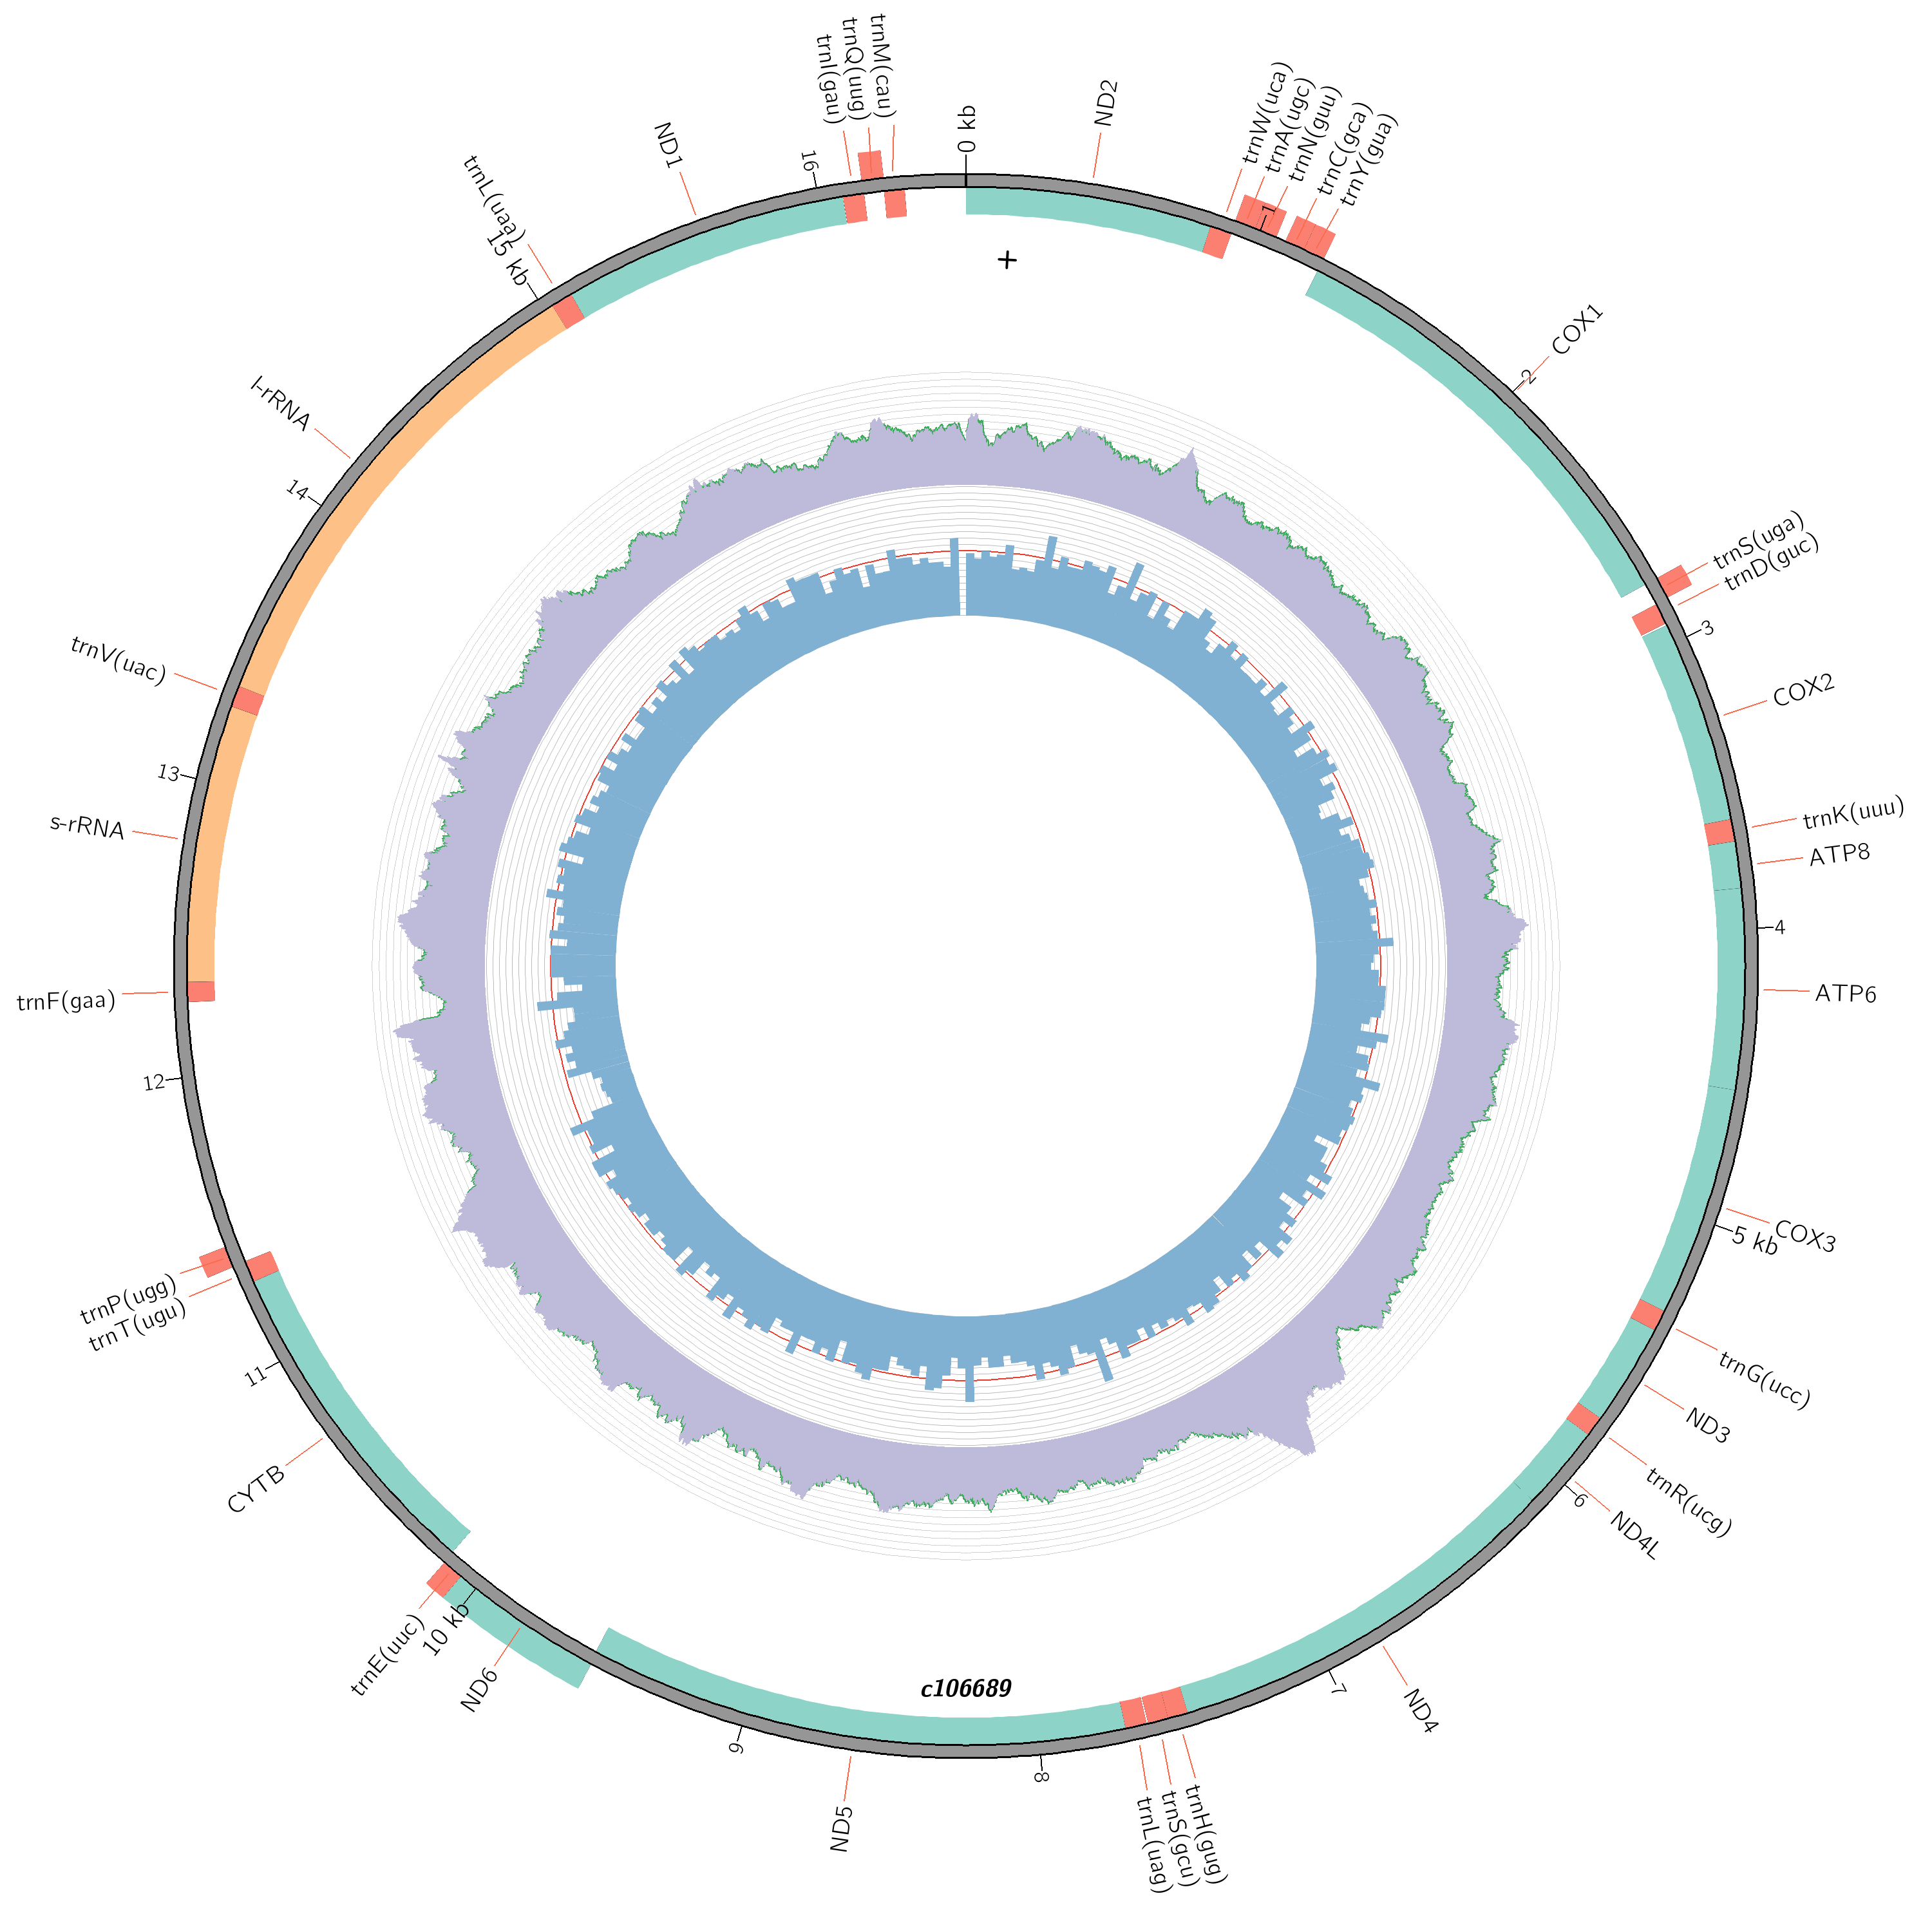 0 kb
ND2
trnW(uca)
trnA(ugc)
trnN(guu)
1
trnC(gca)
trnY(gua)
COX1
2
trnS(uga)
trnD(guc)
3
COX2
trnK(uuu)
ATP8
4
ATP6
COX3
5 kb
trnG(ucc)
ND3
trnR(ucg)
6
ND4L
ND4
7
trnH(gug)
trnS(gcu)
trnL(uag)
8
ND5
9
ND6
10 kb
trnE(uuc)
CYTB
11
trnT(ugu)
trnP(ugg)
12
trnF(gaa)
s-rRNA
13
trnV(uac)
14
l-rRNA
15 kb
trnL(uaa)
ND1
16
trnI(gau)
trnQ(uug)
trnM(cau)
+
c106689